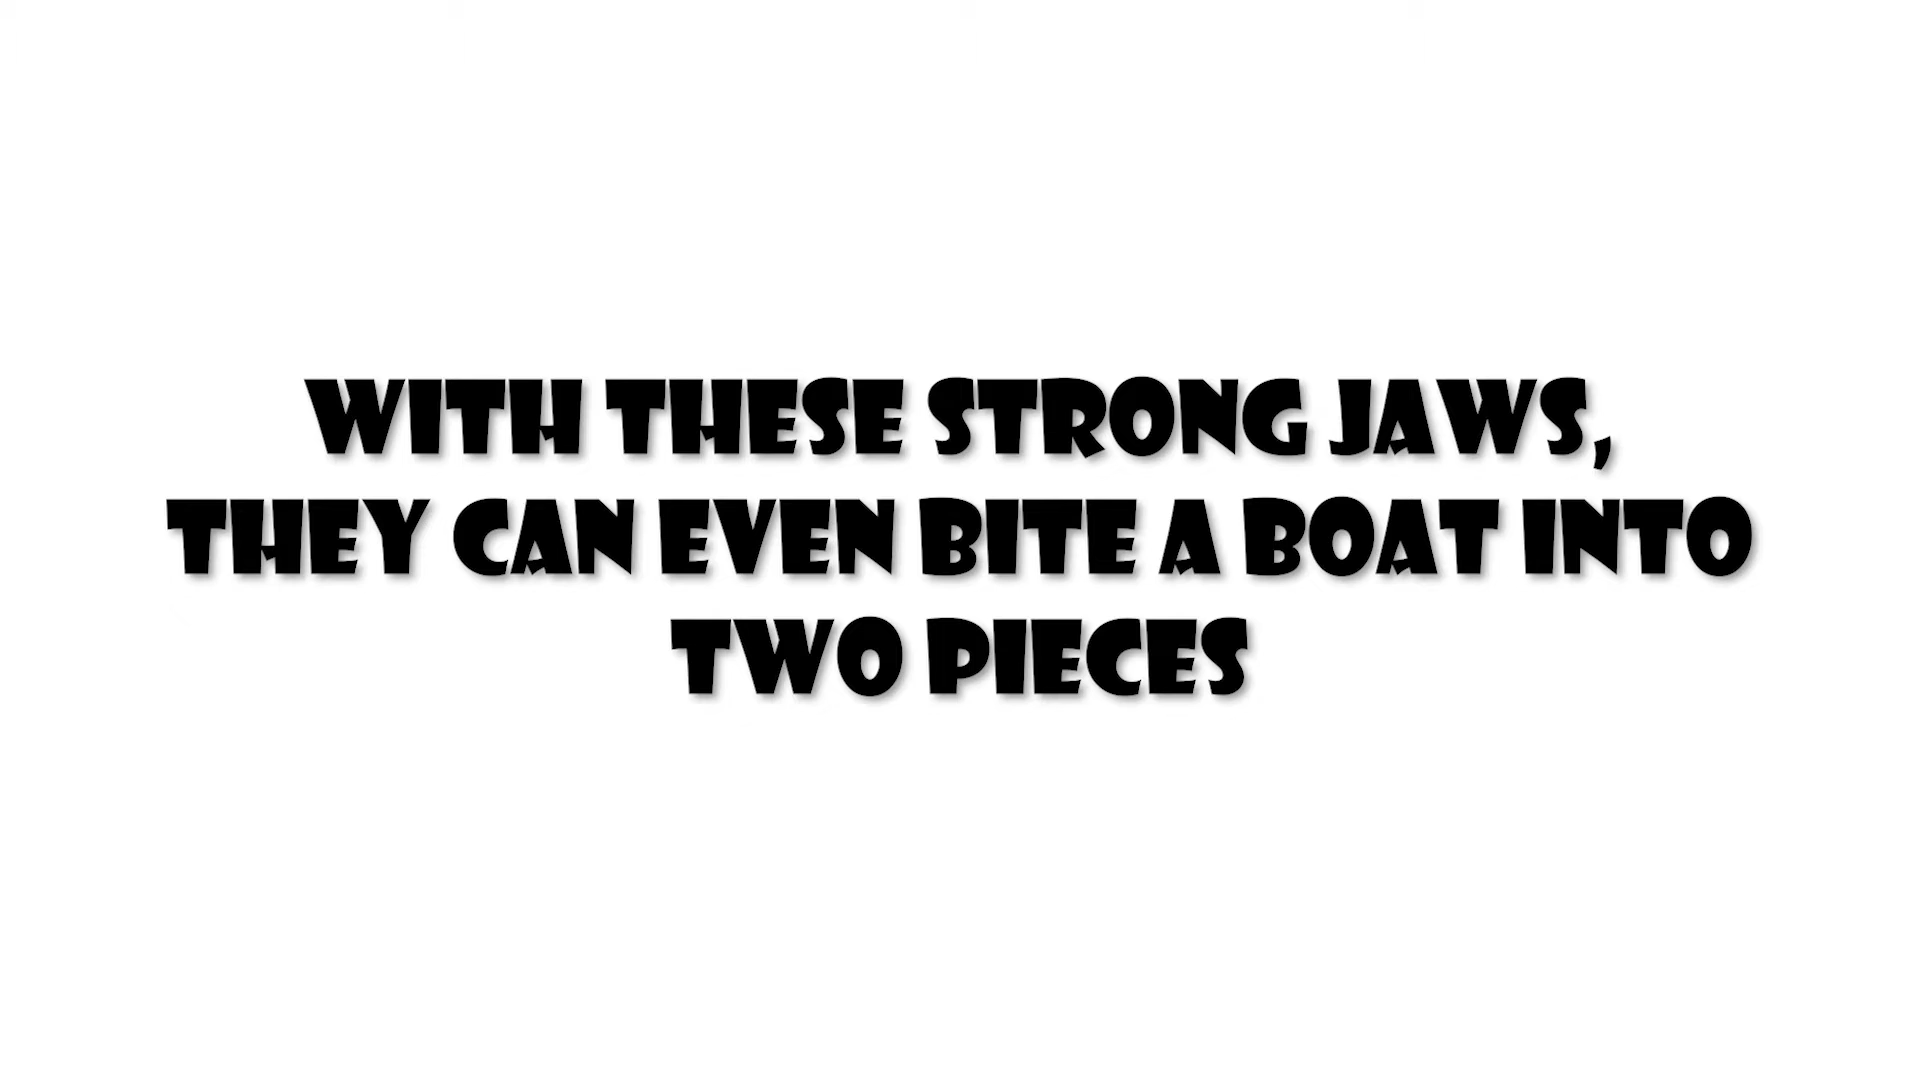 WITH THESE STRONG JAWS,
THEY CAN EVEN BITE A BOAT INTO
TWO PIECES